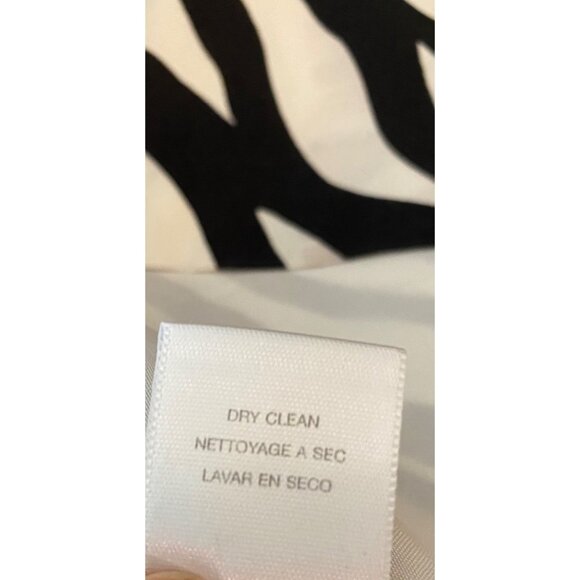 DRY CLEAN
NETTOYAGE A SEC
LAVAR EN SECO